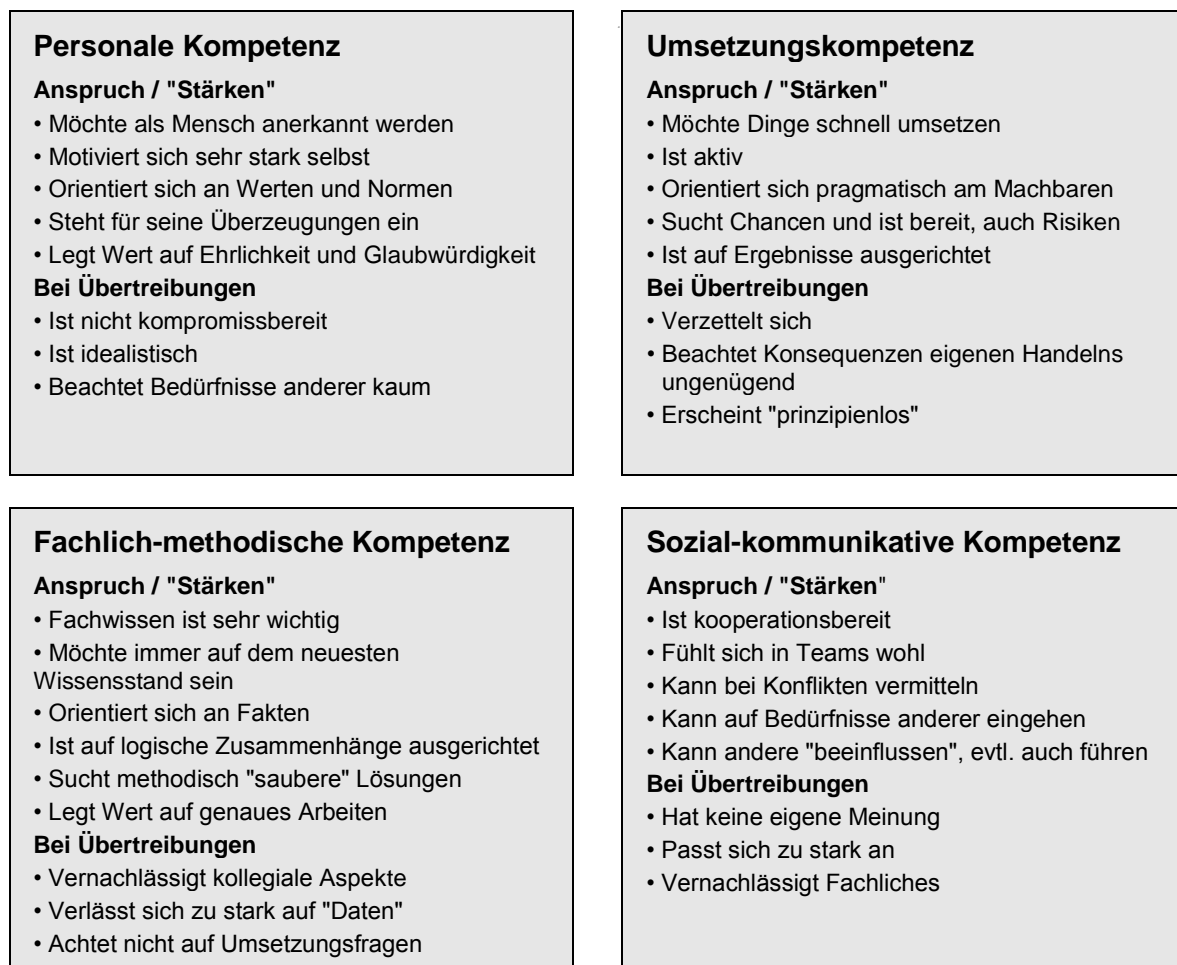 Personale Kompetenz
Anspruch / "Stärken"
• Möchte als Mensch anerkannt werden
• Motiviert sich sehr stark selbst
• Orientiert sich an Werten und Normen
• Steht für seine Überzeugungen ein
• Legt Wert auf Ehrlichkeit und Glaubwürdigkeit
Bei Übertreibungen
• Ist nicht kompromissbereit
• Ist idealistisch
• Beachtet Bedürfnisse anderer kaum
Umsetzungskompetenz
Anspruch / "Stärken"
• Möchte Dinge schnell umsetzen
• Ist aktiv
• Orientiert sich pragmatisch am Machbaren
• Sucht Chancen und ist bereit, auch Risiken
• Ist auf Ergebnisse ausgerichtet
Bei Übertreibungen
• Verzettelt sich
• Beachtet Konsequenzen eigenen Handelns
ungenügend
• Erscheint "prinzipienlos"
Fachlich-methodische Kompetenz
Anspruch / "Stärken"
• Fachwissen ist sehr wichtig
• Möchte immer auf dem neuesten
Wissensstand sein
• Orientiert sich an Fakten
• Ist auf logische Zusammenhänge ausgerichtet
• Sucht methodisch "saubere" Lösungen
• Legt Wert auf genaues Arbeiten
Bei Übertreibungen
• Vernachlässigt kollegiale Aspekte
• Verlässt sich zu stark auf "Daten"
• Achtet nicht auf Umsetzungsfragen
Sozial-kommunikative Kompetenz
Anspruch / "Stärken"
• Ist kooperationsbereit
• Fühlt sich in Teams wohl
• Kann bei Konflikten vermitteln
• Kann auf Bedürfnisse anderer eingehen
• Kann andere "beeinflussen", evtl. auch führen
Bei Übertreibungen
• Hat keine eigene Meinung
• Passt sich zu stark an
• Vernachlässigt Fachliches